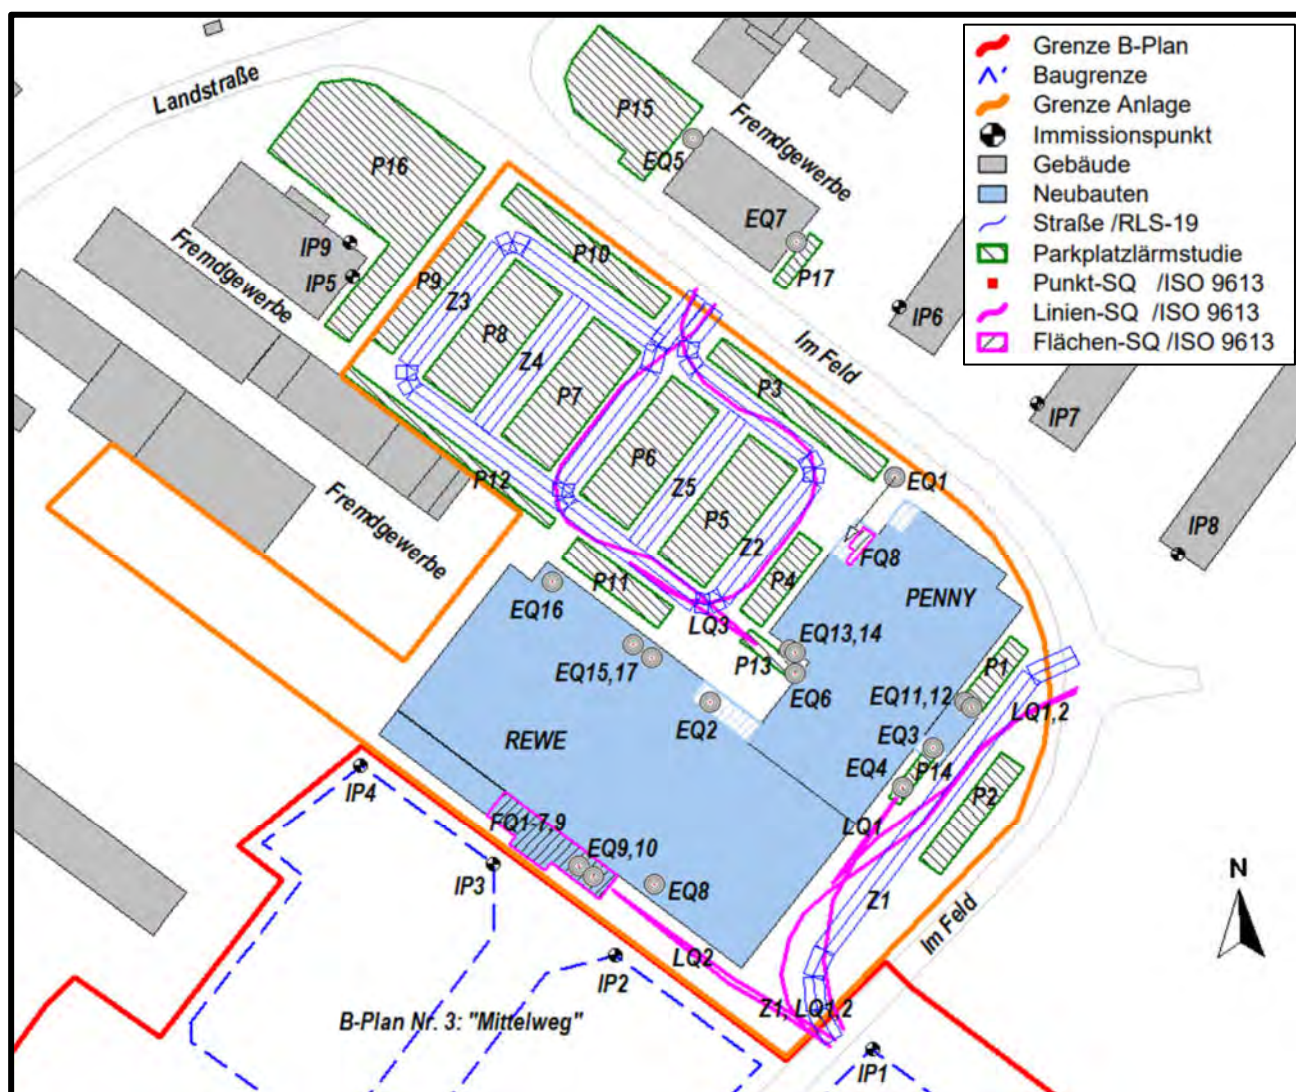 Grenze B-Plan
Baugrenze
Grenze Anlage
Immissionspunkt
Gebäude
Neubauten
Straße /RLS-19
Parkplatzlärmstudie
Punkt-SQ /ISO 9613
Linien-SQ /ISO 9613
Flächen-SQ /ISO 9613
Landstraße
P15
Fremdgewerbe
EQ5
P16
EQ7
P17
IP9
Fremdgewerbe
IP5
P10
P9
Z3
P8
Z4
P7
IP6
Im Feld
P3
IP7
P6
Z5
P5
P12
EQ1
Fremdgewerbe
IP8
Z2
FQ8
P4
P11
PENNY
EQ16
LQ3
EQ13,14
P13
EQ15,17
EQ6
P1
EQ11,12
LQ1,2
EQ2
EQ3
REWE
EQ4
P14
P2
IP4
FQ1-7,9
LQ1
EQ9,10
IP3
EQ8
Z1
N
Im Feld
LQ2
IP2
Z1, LQ1,2
B-Plan Nr. 3: "Mittelweg"
IP1